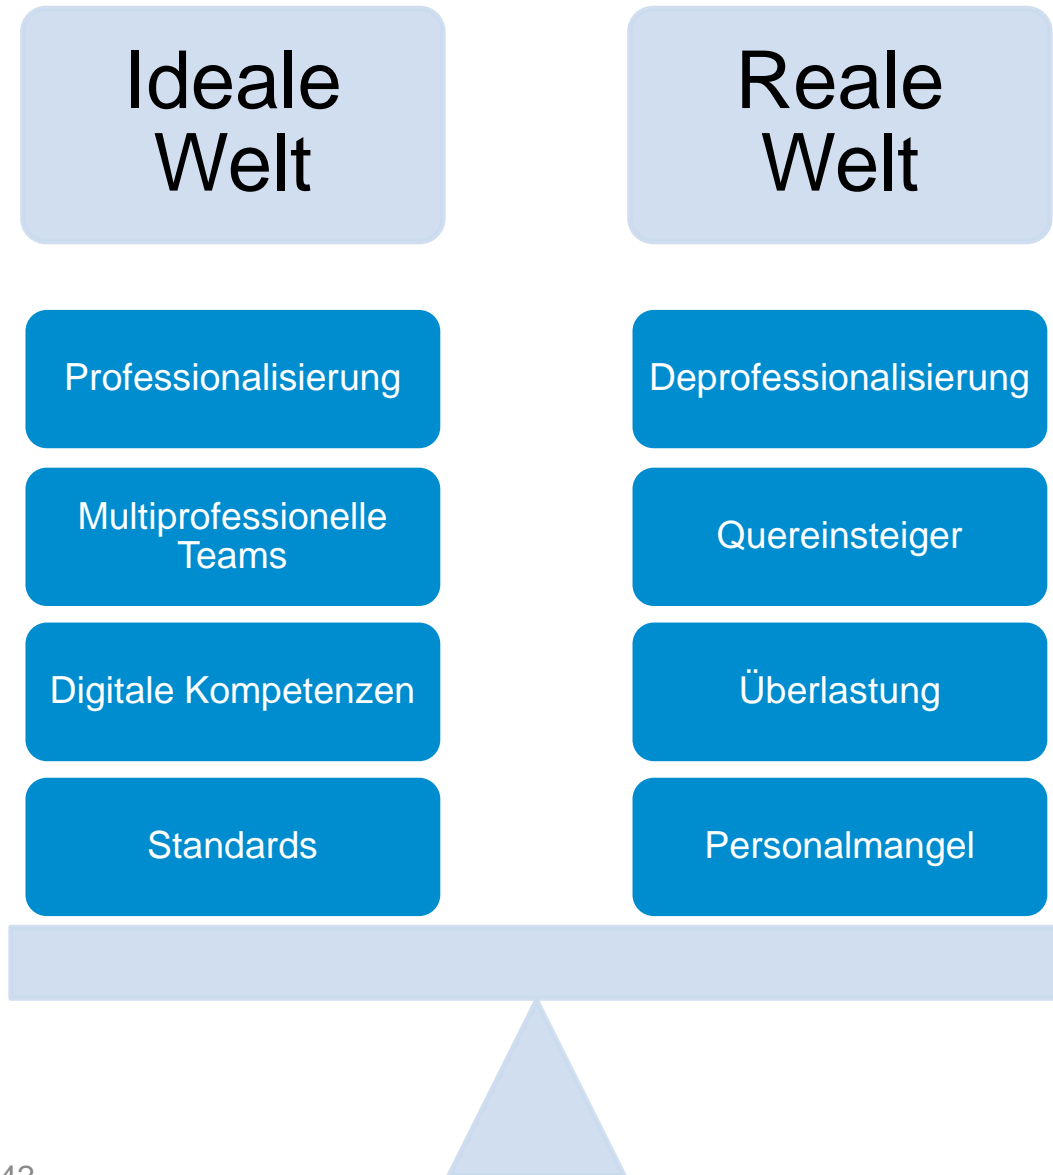 Ideale
Welt
Reale
Welt
Professionalisierung
Deprofessionalisierung
Multiprofessionelle
Teams
Quereinsteiger
Digitale Kompetenzen
Überlastung
Standards
Personalmangel